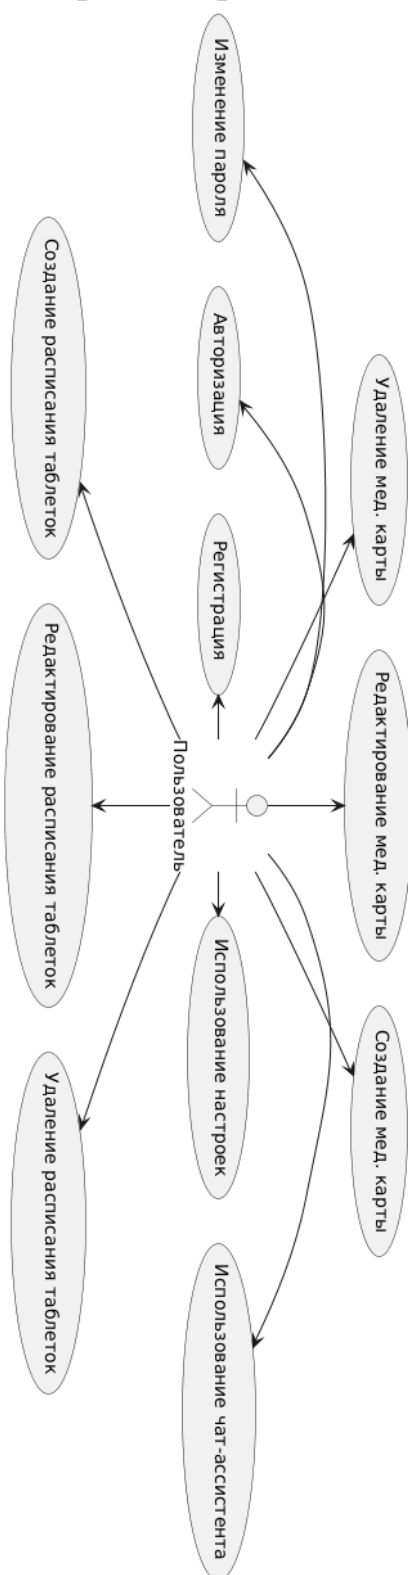 Удаление мед. карты
Редактирование мед. карты
Создание мед. карты
Изменение пароля
Авторизация
Регистрация
Использование настроек
Использование чат-ассистента
Пользователь
Создание расписания таблеток
Редактирование расписания таблеток
Удаление расписания таблеток